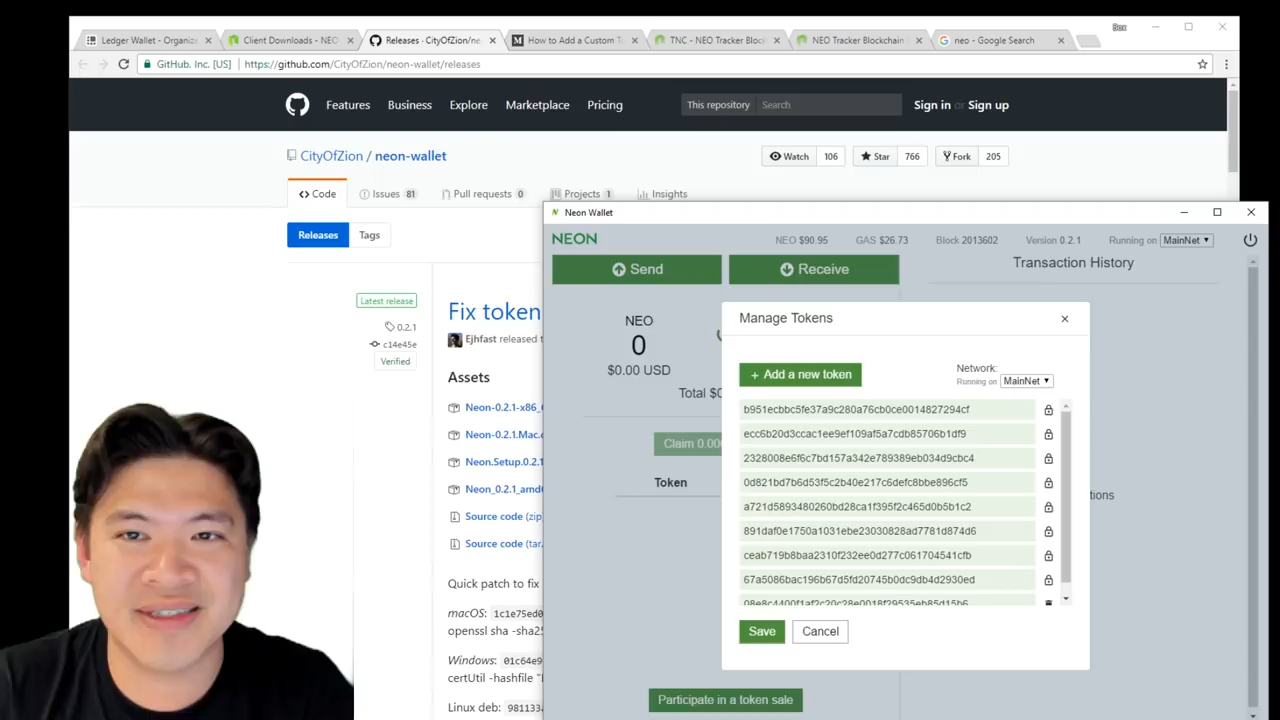 Ledger Wallet - Organiz
Client Downloads - NEO
Releases · CityOfZion/ne
How to Add a Custom T
TNC - NEO Tracker Block
NEO Tracker Blockchain
neo - Google Search
GitHub, Inc. [US]
https://github.com/CityOfZion/neon-wallet/releases
Features
Business
Explore
Marketplace
Pricing
This repository
Search
Sign in or Sign up
CityOfZion / neon-wallet
Watch 106
Star 766
Fork 205
Code
Issues 81
Pull requests 0
Projects 1
Insights
Releases
Tags
Latest release
0.2.1
c14e45e
Verified
Fix token
Ejhfast released t
Assets
Neon-0.2.1-x86_6
Neon-0.2.1.Mac.d
Neon.Setup.0.2.1
Neon_0.2.1_amd6
Source code (zip)
Source code (tar.
Quick patch to fix
macOS: 1c1e75ed0
openssl sha -sha25
Windows: 01c64e9
certUtil -hashfile "
Linux deb: 981133a
Neon Wallet
NEON
NEO $90.95
GAS $26.73
Block 2013602
Version 0.2.1
Running on MainNet
Send
Receive
Transaction History
NEO
0
$0.00 USD
Total $0
Claim 0.000
Token
Manage Tokens
+ Add a new token
Network:
Running on MainNet
b951ecbbc5fe37a9c280a76cb0ce0014827294cf
ecc6b20d3ccac1ee9ef109af5a7cdb85706b1df9
2328008e6f6c7bd157a342e789389eb034d9cbc4
0d821bd7b6d53f5c2b40e217c6defc8bbe896cf5
a721d5893480260bd28ca1f395f2c465d0b5b1c2
891daf0e1750a1031ebe23030828ad7781d874d6
ceab719b8baa2310f232ee0d277c061704541cfb
67a5086bac196b67d5fd20745b0dc9db4d2930ed
08e8c4400f1af2c20c28e0018f29535eb85d15b6
Save
Cancel
tions
Participate in a token sale